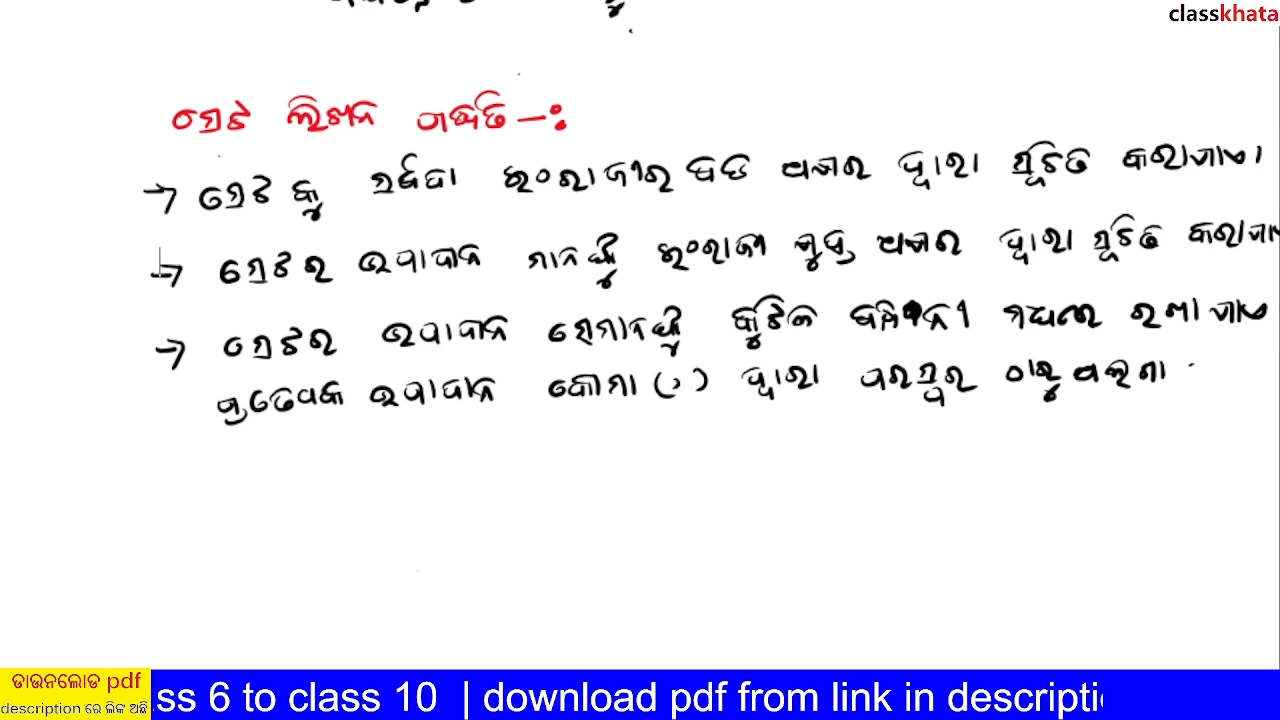 classkhata
ସେଟ୍ ଲିଖନ ପଦ୍ଧତି -:
→ ସେଟ୍ କୁ ସର୍ବଦା ଇଂରାଜୀର ବଡ ଅକ୍ଷର ଦ୍ୱାରା ସୂଚିତ କରାଯାଏ।
→ ସେଟର ଉପାଦାନ ମାନଙ୍କୁ ଇଂରାଜୀ କ୍ଷୁଦ୍ର ଅକ୍ଷର ଦ୍ୱାରା ସୂଚିତ କରାଯା
→ ସେଟର ଉପାଦାନ ସେମାନଙ୍କୁ କୁଟିଳ ବନ୍ଧନୀ ମଧ୍ୟରେ ରଖାଯାଏ
ପ୍ରତ୍ୟେକ ଉପାଦାନ କୋମା (,) ଦ୍ୱାରା ପରସ୍ପର ଠାରୁ ଅଲଗା
ଡାଉନଲୋଡ pdf
description ରେ ଲିଙ୍କ ଅଛି
ss 6 to class 10 | download pdf from link in descripti